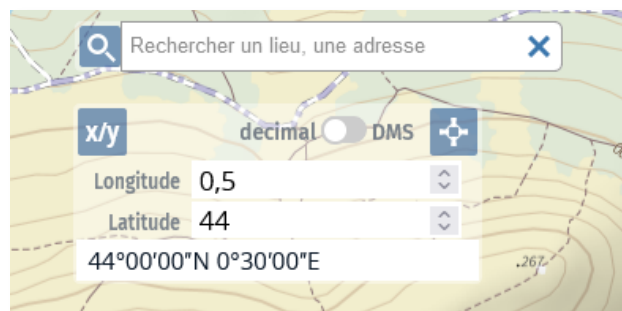 Rechercher un lieu, une adresse
x/y decimal DMS
Longitude 0,5
Latitude 44
44°00′00″N 0°30′00″E
267